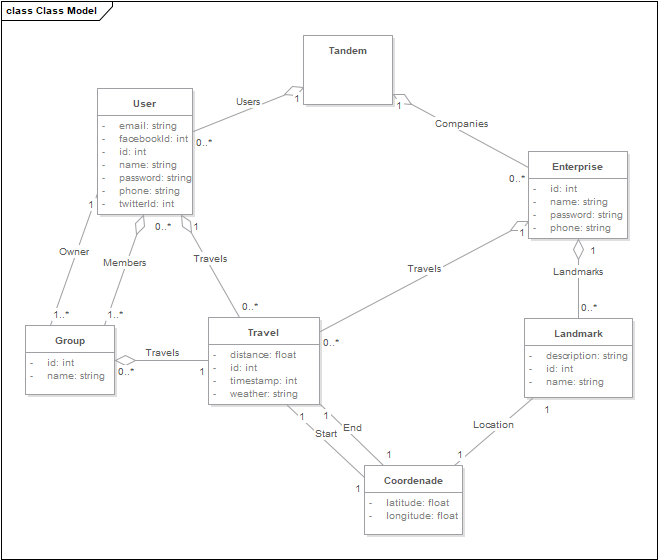 class Class Model
Tandem
User
- email: string
- facebookId: int
- id: int
- name: string
- password: string
- phone: string
- twitterId: int
Users
1
0..*
1
Companies
0..*
Enterprise
- id: int
- name: string
- password: string
- phone: string
1
Owner
1..*
0..*
Members
1..*
1
Travels
0..*
1
Travels
0..*
1
Landmarks
0..*
Group
- id: int
- name: string
Travels
0..*
1
Travel
- distance: float
- id: int
- timestamp: int
- weather: string
Landmark
- description: string
- id: int
- name: string
1
Start
1
1
End
1
1
Location
1
Coordenade
- latitude: float
- longitude: float